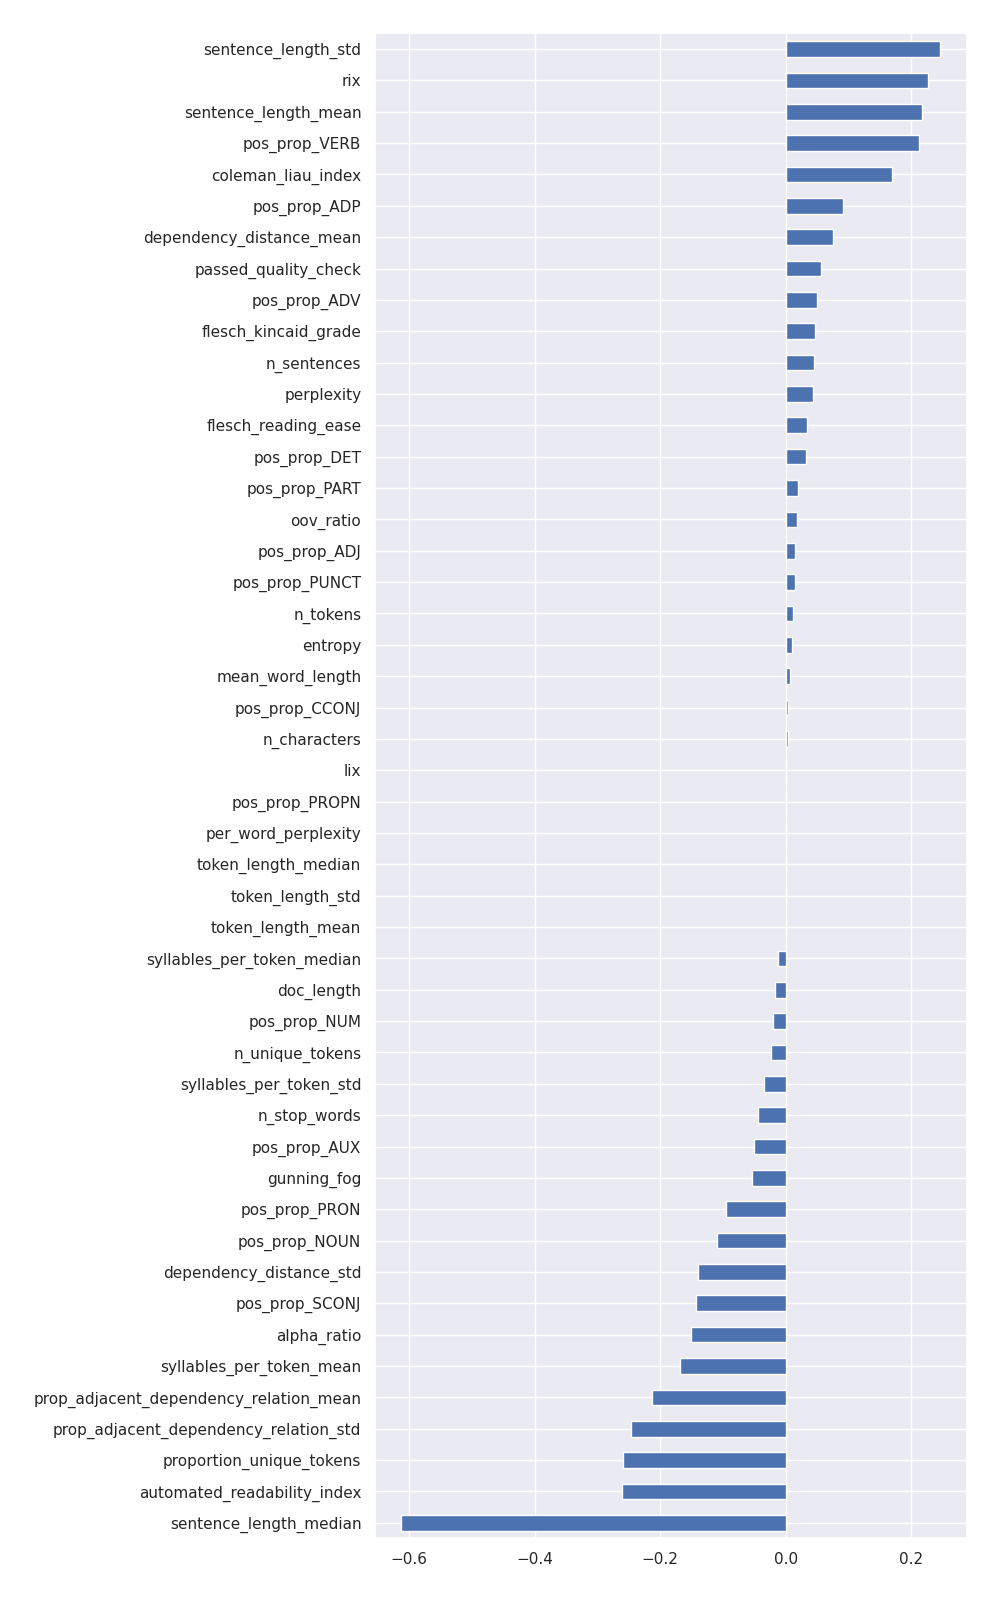 sentence_length_std
rix
sentence_length_mean
pos_prop_VERB
coleman_liau_index
pos_prop_ADP
dependency_distance_mean
passed_quality_check
pos_prop_ADV
flesch_kincaid_grade
n_sentences
perplexity
flesch_reading_ease
pos_prop_DET
pos_prop_PART
oov_ratio
pos_prop_ADJ
pos_prop_PUNCT
n_tokens
entropy
mean_word_length
pos_prop_CCONJ
n_characters
lix
pos_prop_PROPN
per_word_perplexity
token_length_median
token_length_std
token_length_mean
syllables_per_token_median
doc_length
pos_prop_NUM
n_unique_tokens
syllables_per_token_std
n_stop_words
pos_prop_AUX
gunning_fog
pos_prop_PRON
pos_prop_NOUN
dependency_distance_std
pos_prop_SCONJ
alpha_ratio
syllables_per_token_mean
prop_adjacent_dependency_relation_mean
prop_adjacent_dependency_relation_std
proportion_unique_tokens
automated_readability_index
sentence_length_median
−0.6 −0.4 −0.2 0.0 0.2